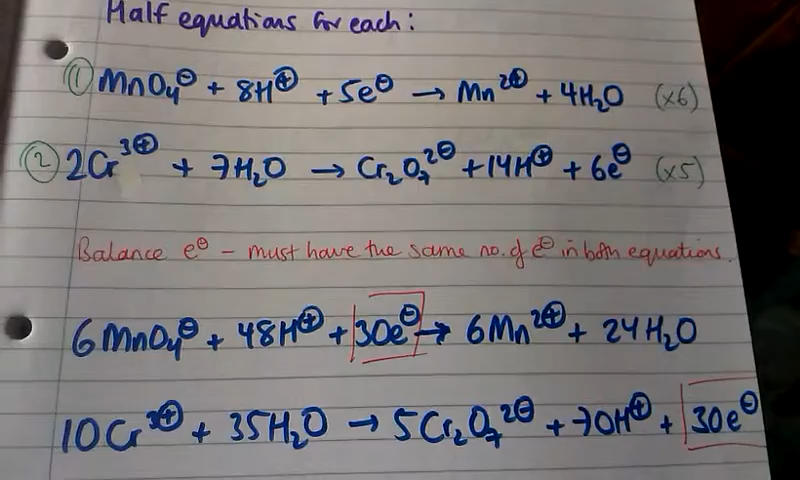 Half equations for each:
① MnO₄⊖ + 8H⊕ + 5e⊖ → Mn²⊕ + 4H₂O (x6)
② 2Cr³⊕ + 7H₂O → Cr₂O₇²⊖ + 14H⊕ + 6e⊖ (x5)
Balance e⊖ - must have the same no. of e⊖ in both equations.
6MnO₄⊖ + 48H⊕ + 30e⊖ → 6Mn²⊕ + 24H₂O
10Cr³⊕ + 35H₂O → 5Cr₂O₇²⊖ + 70H⊕ + 30e⊖